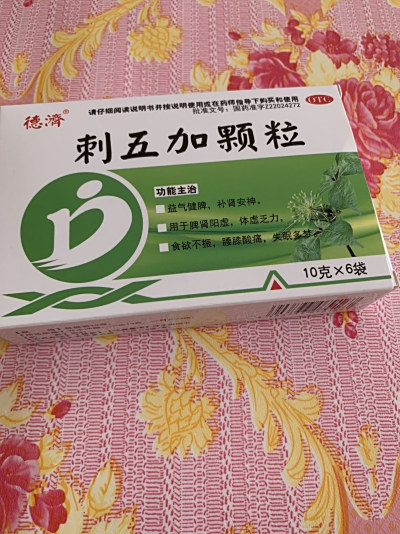 德濟®
请仔细阅读说明书并按说明使用或在药师指导下购买和使用
批准文号：国药准字Z22024272
OTC
刺五加颗粒
功能主治
益气健脾，补肾安神，
用于脾肾阳虚，体虚乏力，
食欲不振，腰膝酸痛，失眠多梦
10克×6袋